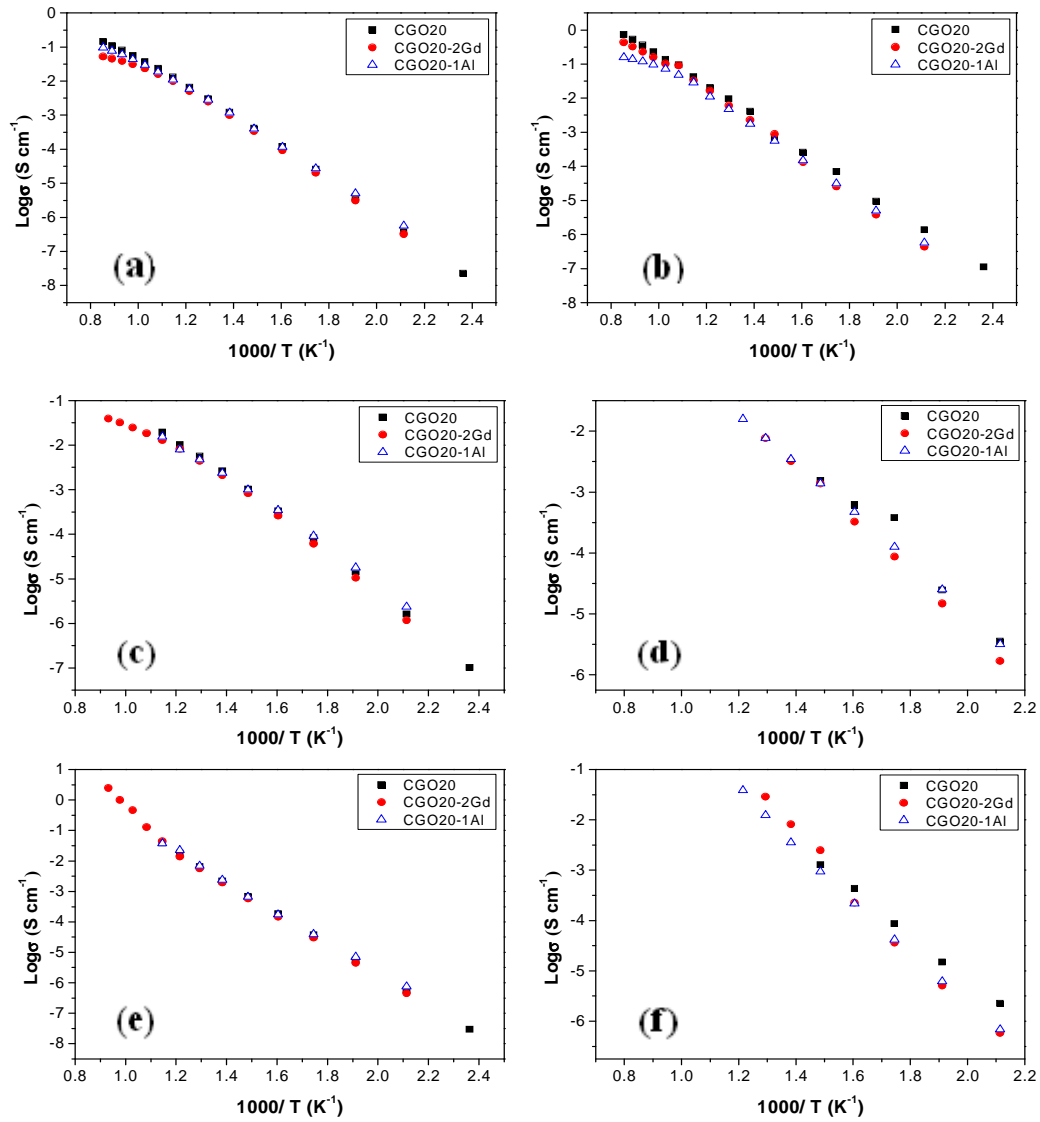 0
-1
-2
-3
-4
-5
-6
-7
-8
Logσ (S cm-1)
CGO20
CGO20-2Gd
CGO20-1Al
(a)
0.8 1.0 1.2 1.4 1.6 1.8 2.0 2.2 2.4
1000/ T (K-1)
1
0
-1
-2
-3
-4
-5
-6
-7
-8
Logσ (S cm-1)
CGO20
CGO20-2Gd
CGO20-1Al
(b)
0.8 1.0 1.2 1.4 1.6 1.8 2.0 2.2 2.4
1000/ T (K-1)
-1
-2
-3
-4
-5
-6
-7
Logσ (S cm-1)
CGO20
CGO20-2Gd
CGO20-1Al
(c)
0.8 1.0 1.2 1.4 1.6 1.8 2.0 2.2 2.4
1000/ T (K-1)
-2
-3
-4
-5
-6
Logσ (S cm-1)
CGO20
CGO20-2Gd
CGO20-1Al
(d)
0.8 1.0 1.2 1.4 1.6 1.8 2.0 2.2
1000/ T (K-1)
1
0
-1
-2
-3
-4
-5
-6
-7
-8
Logσ (S cm-1)
CGO20
CGO20-2Gd
CGO20-1Al
(e)
0.8 1.0 1.2 1.4 1.6 1.8 2.0 2.2 2.4
1000/ T (K-1)
-1
-2
-3
-4
-5
-6
Logσ (S cm-1)
CGO20
CGO20-2Gd
CGO20-1Al
(f)
0.8 1.0 1.2 1.4 1.6 1.8 2.0 2.2
1000/ T (K-1)